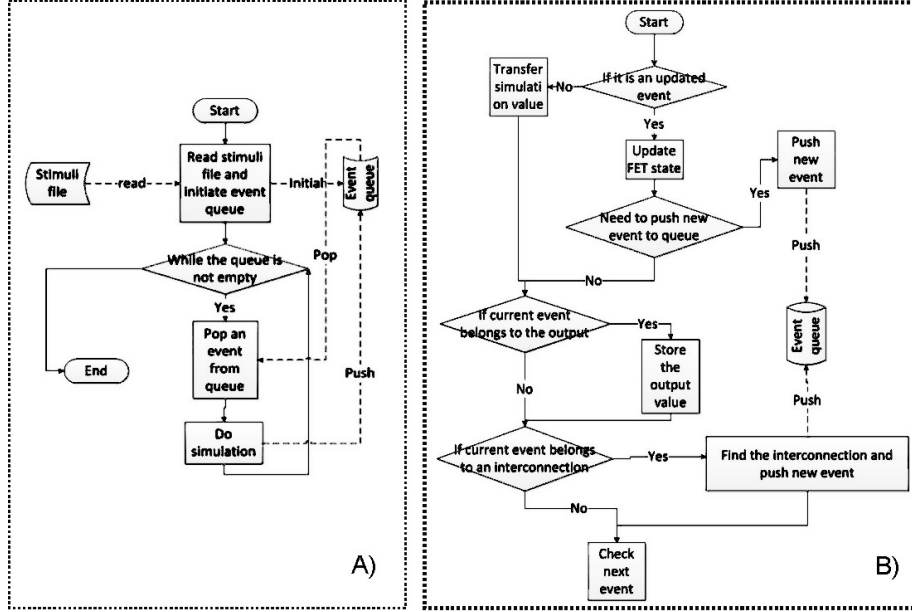 Start
Read stimuli
file and
initiate event
queue
Stimuli
file
read
Initial
Event
queue
While the queue is
not empty
Pop
Yes
Pop an
event
from
queue
Push
End
Do
simulation
A)
Start
If it is an updated
event
No
Transfer
simulati
on value
Yes
Update
FET state
Need to push new
event to queue
Yes
Push
new
event
Push
No
Event
queue
If current event
belongs to the output
Yes
Store
the
output
value
No
Push
If current event belongs
to an interconnection
Yes
Find the interconnection and
push new event
No
Check
next
event
B)